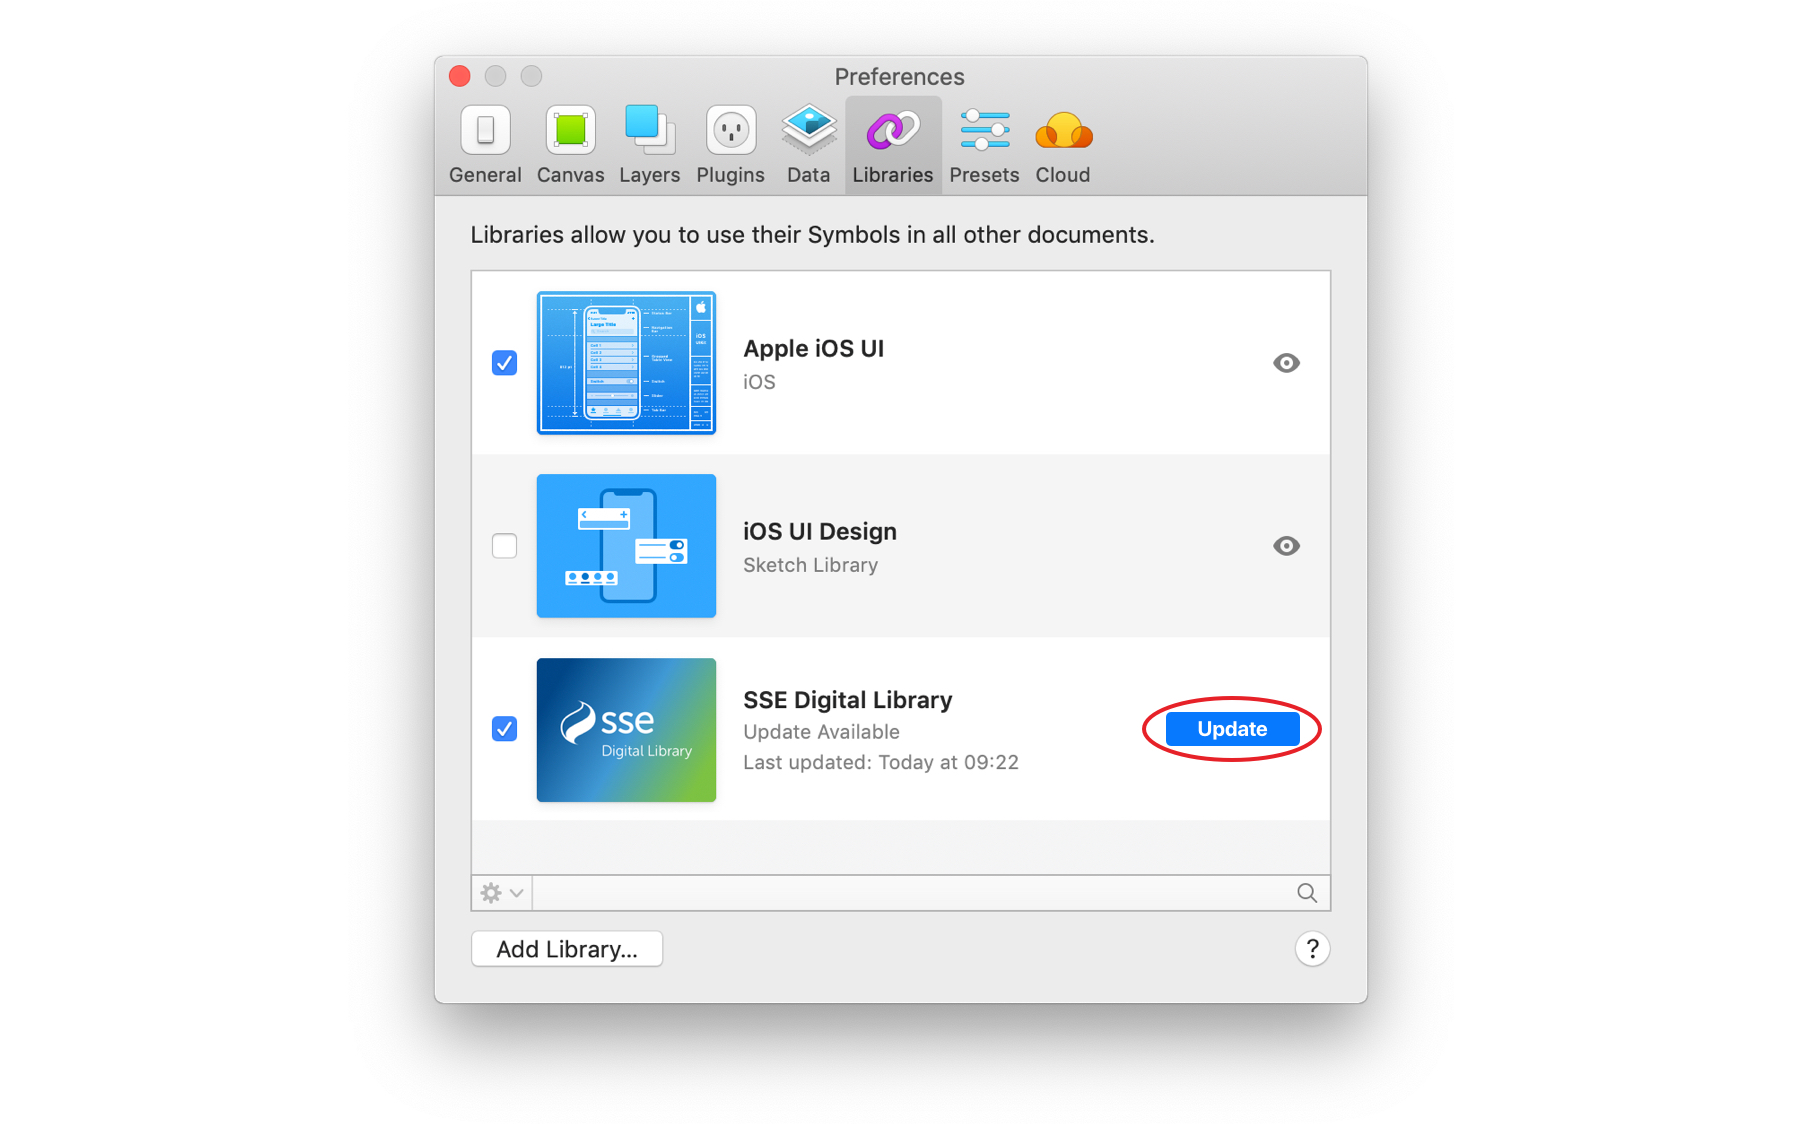 Preferences
General Canvas Layers Plugins Data Libraries Presets Cloud
Libraries allow you to use their Symbols in all other documents.
Large Title
Apple iOS UI
iOS
iOS UI Design
Sketch Library
sse
Digital Library
SSE Digital Library
Update Available
Last updated: Today at 09:22
Update
Add Library...
?